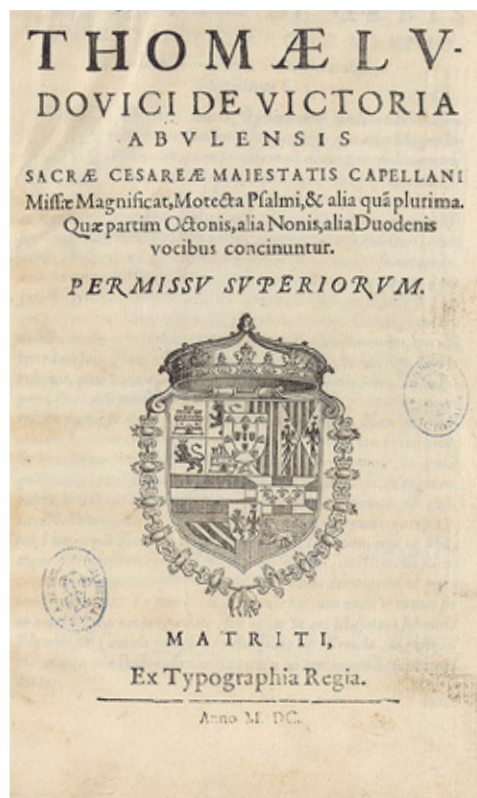 THOMÆ LV-
DOVICI DE VICTORIA
ABVLENSIS
SACRÆ CESAREÆ MAIESTATIS CAPELLANI
Missæ Magnificat, Motecta Psalmi, & alia quā plurima.
Quæ partim Octonis, alia Nonis, alia Duodenis
vocibus concinuntur.
PERMISSV SVPERIORVM.
MATRITI,
Ex Typographia Regia.
Anno M. DC.